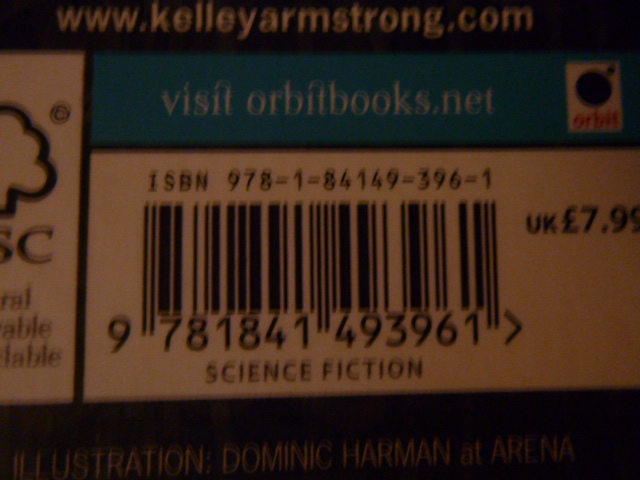 www.kelleyarmstrong.com
visit orbitbooks.net
orbit
©
ISBN 978-1-84149-396-1
UK £7.99
SC
9 781841 493961 >
SCIENCE FICTION
ILLUSTRATION: DOMINIC HARMAN at ARENA